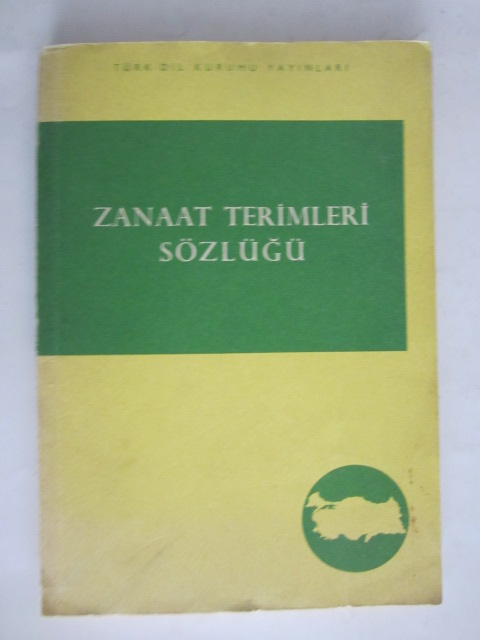 TÜRK DİL KURUMU YAYINLARI
ZANAAT TERİMLERİ
SÖZLÜĞÜ